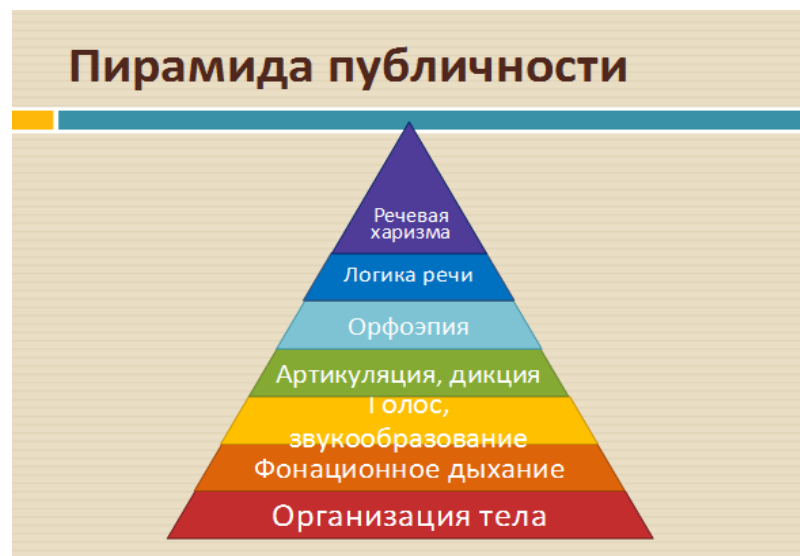 Пирамида публичности
Речевая
харизма
Логика речи
Орфоэпия
Артикуляция, дикция
Голос,
звукообразование
Фонационное дыхание
Организация тела